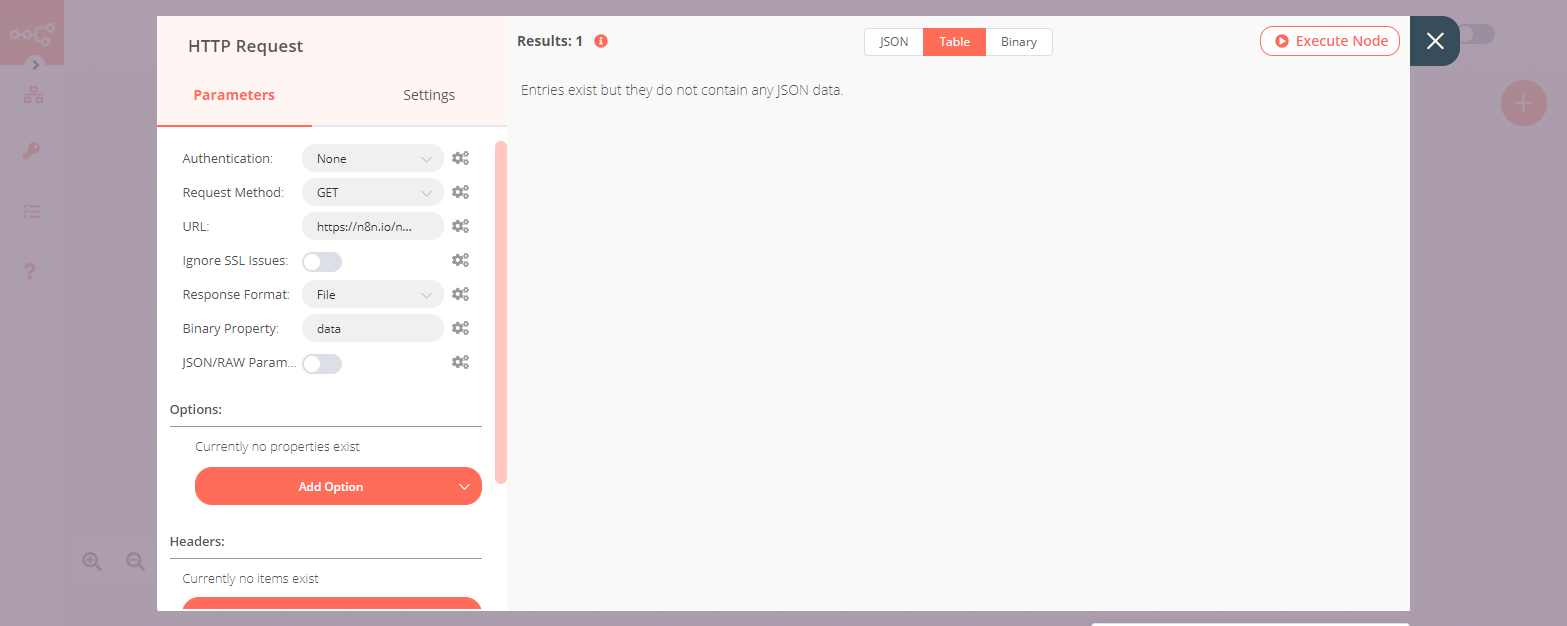 HTTP Request
Parameters
Settings
Authentication:
None
Request Method:
GET
URL:
https://n8n.io/n...
Ignore SSL Issues:
Response Format:
File
Binary Property:
data
JSON/RAW Param...
Options:
Currently no properties exist
Add Option
Headers:
Currently no items exist
Results: 1
JSON
Table
Binary
Execute Node
Entries exist but they do not contain any JSON data.